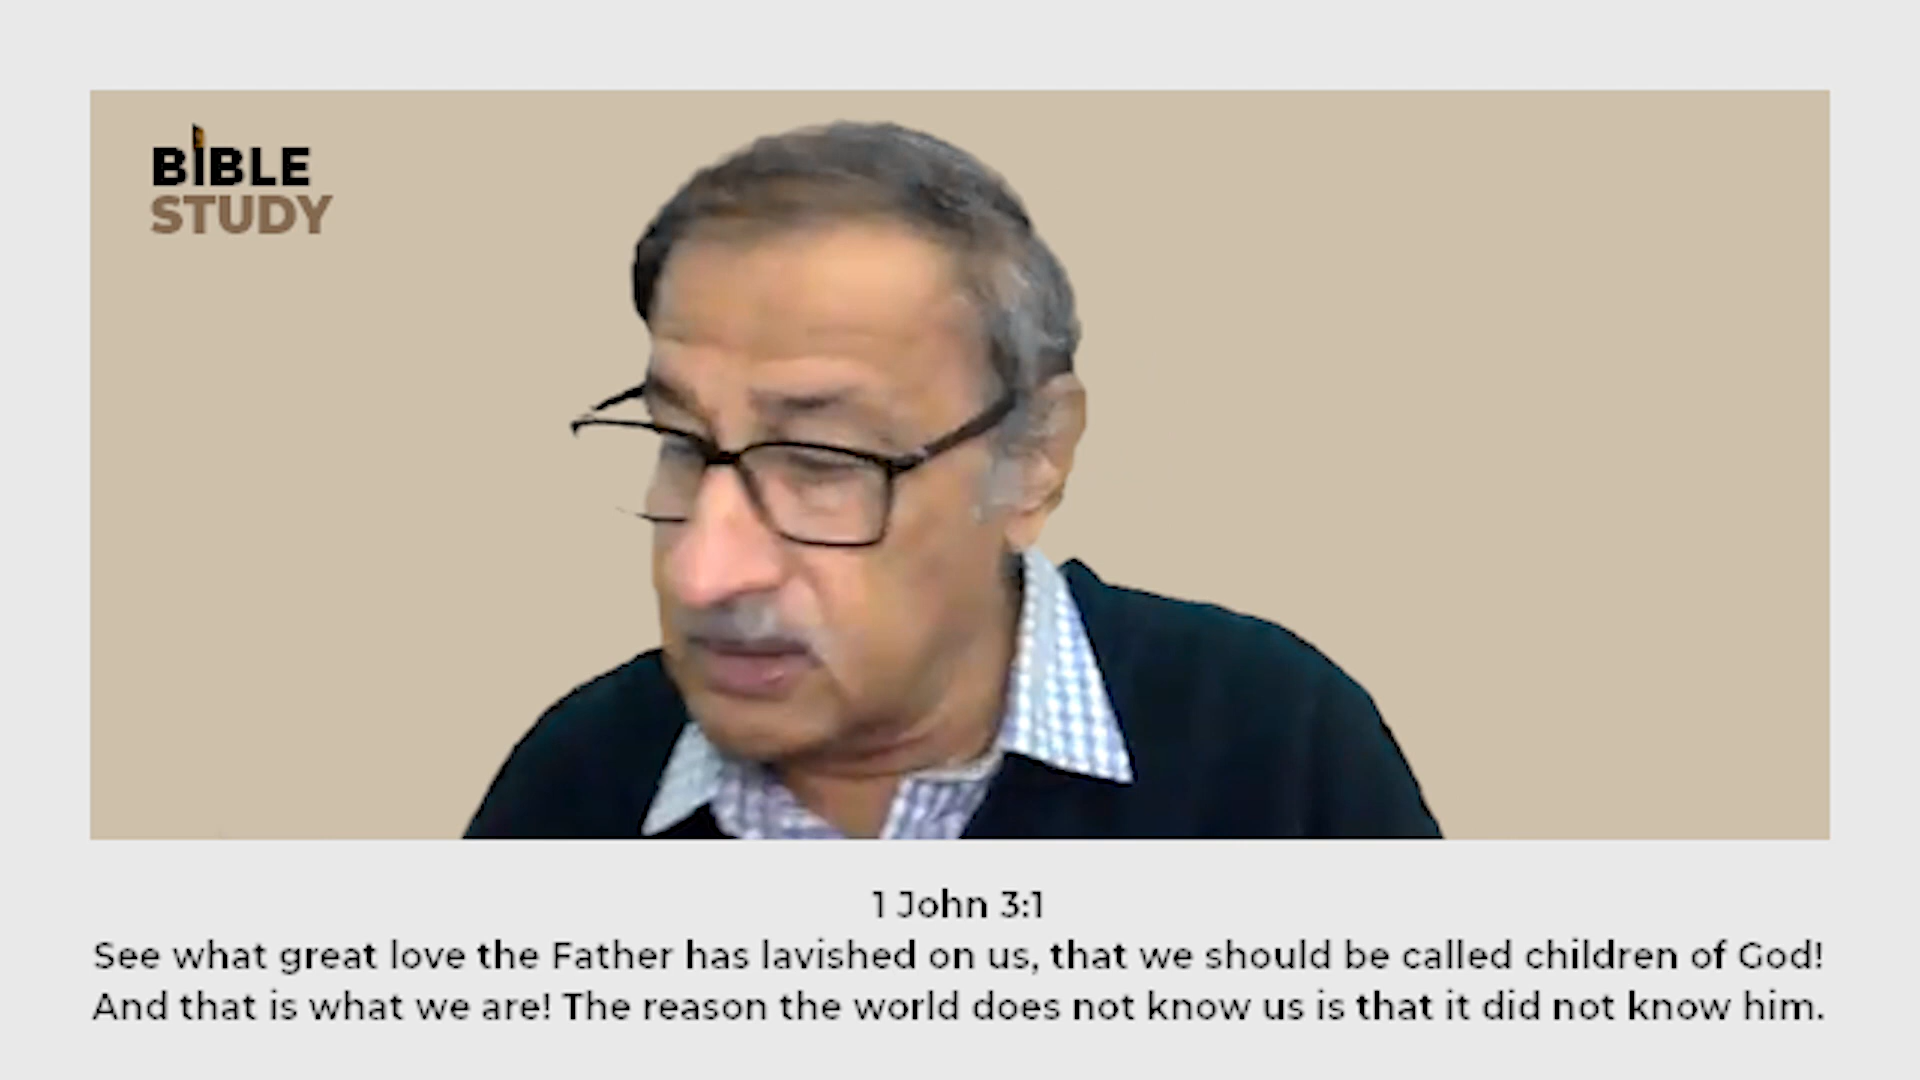 BIBLE
STUDY
1 John 3:1
See what great love the Father has lavished on us, that we should be called children of God!
And that is what we are! The reason the world does not know us is that it did not know him.